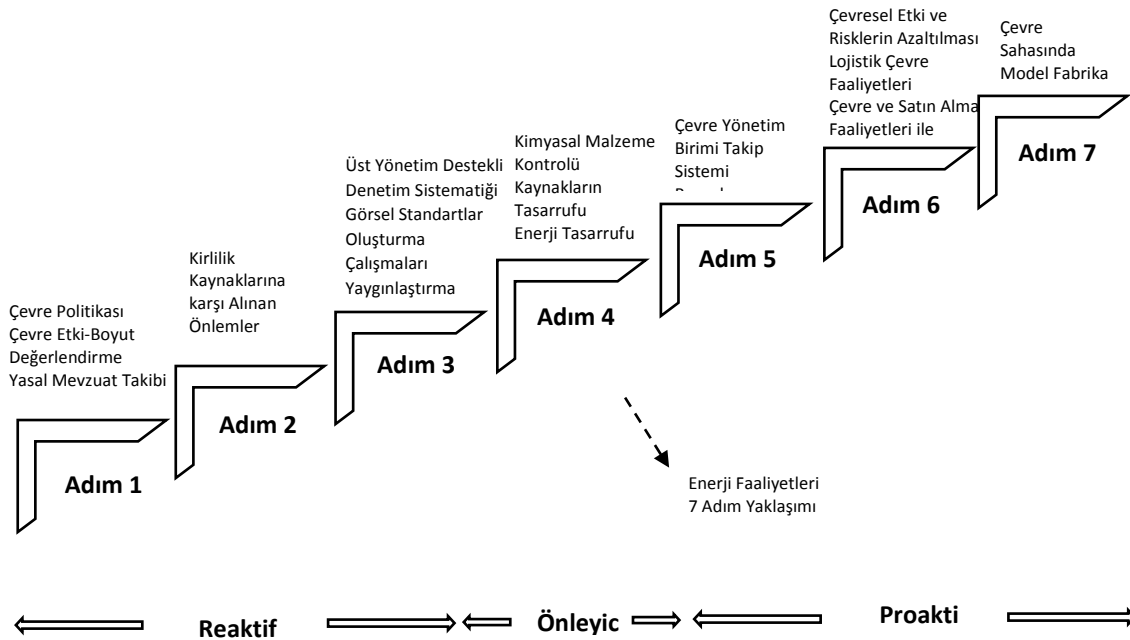 Çevre Politikası
Çevre Etki-Boyut
Değerlendirme
Yasal Mevzuat Takibi
Adım 1
Kirlilik
Kaynaklarına
karşı Alınan
Önlemler
Adım 2
Üst Yönetim Destekli
Denetim Sistematiği
Görsel Standartlar
Oluşturma
Çalışmaları
Yaygınlaştırma
Adım 3
Kimyasal Malzeme
Kontrolü
Kaynakların
Tasarrufu
Enerji Tasarrufu
Adım 4
Çevre Yönetim
Birimi Takip
Sistemi
Adım 5
Çevresel Etki ve
Risklerin Azaltılması
Lojistik Çevre
Faaliyetleri
Çevre ve Satın Alma
Faaliyetleri ile
Adım 6
Çevre
Sahasında
Model Fabrika
Adım 7
Enerji Faaliyetleri
7 Adım Yaklaşımı
Reaktif
Önleyic
Proakti